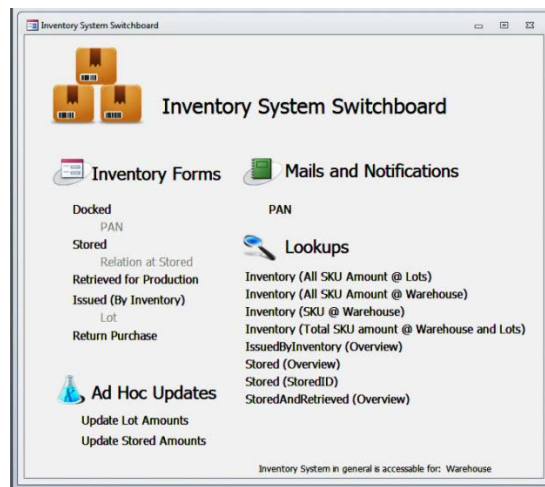 Inventory System Switchboard
Inventory System Switchboard
Inventory Forms
Docked
PAN
Stored
Relation at Stored
Retrieved for Production
Issued (By Inventory)
Lot
Return Purchase
Ad Hoc Updates
Update Lot Amounts
Update Stored Amounts
Mails and Notifications
PAN
Lookups
Inventory (All SKU Amount @ Lots)
Inventory (All SKU Amount @ Warehouse)
Inventory (SKU @ Warehouse)
Inventory (Total SKU amount @ Warehouse and Lots)
IssuedByInventory (Overview)
Stored (Overview)
Stored (StoredID)
StoredAndRetrieved (Overview)
Inventory System in general is accessable for: Warehouse